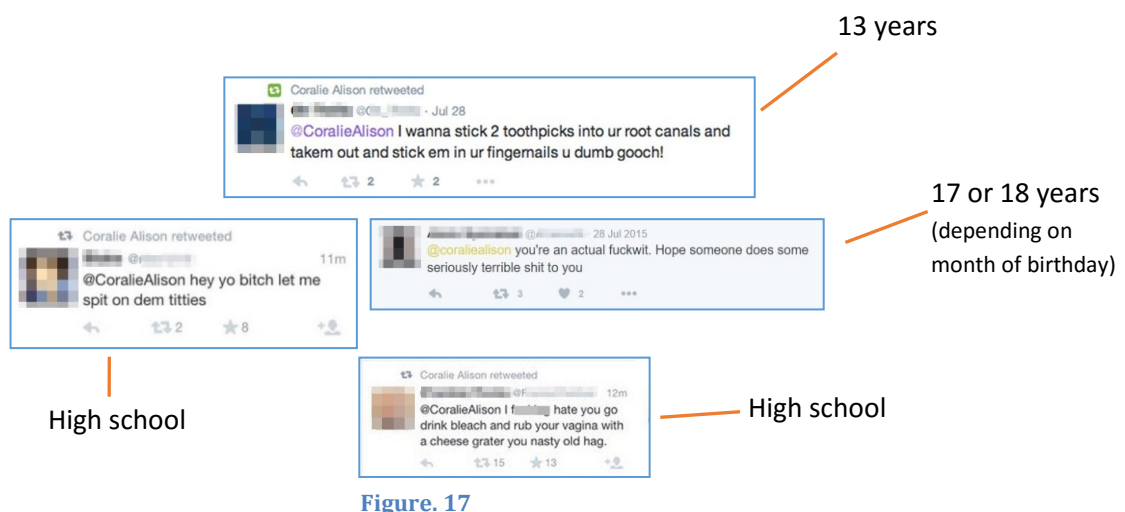 13 years
Coralie Alison retweeted
Jul 28
@CoralieAlison I wanna stick 2 toothpicks into ur root canals and
takem out and stick em in ur fingernails u dumb gooch!
2 2
17 or 18 years
(depending on
month of birthday)
28 Jul 2015
@coraliealison you're an actual fuckwit. Hope someone does some
seriously terrible shit to you
3 2
Coralie Alison retweeted
11m
@CoralieAlison hey yo bitch let me
spit on dem titties
2 8
High school
Coralie Alison retweeted
12m
@CoralieAlison I hate you go
drink bleach and rub your vagina with
a cheese grater you nasty old hag.
15 13
High school
Figure. 17